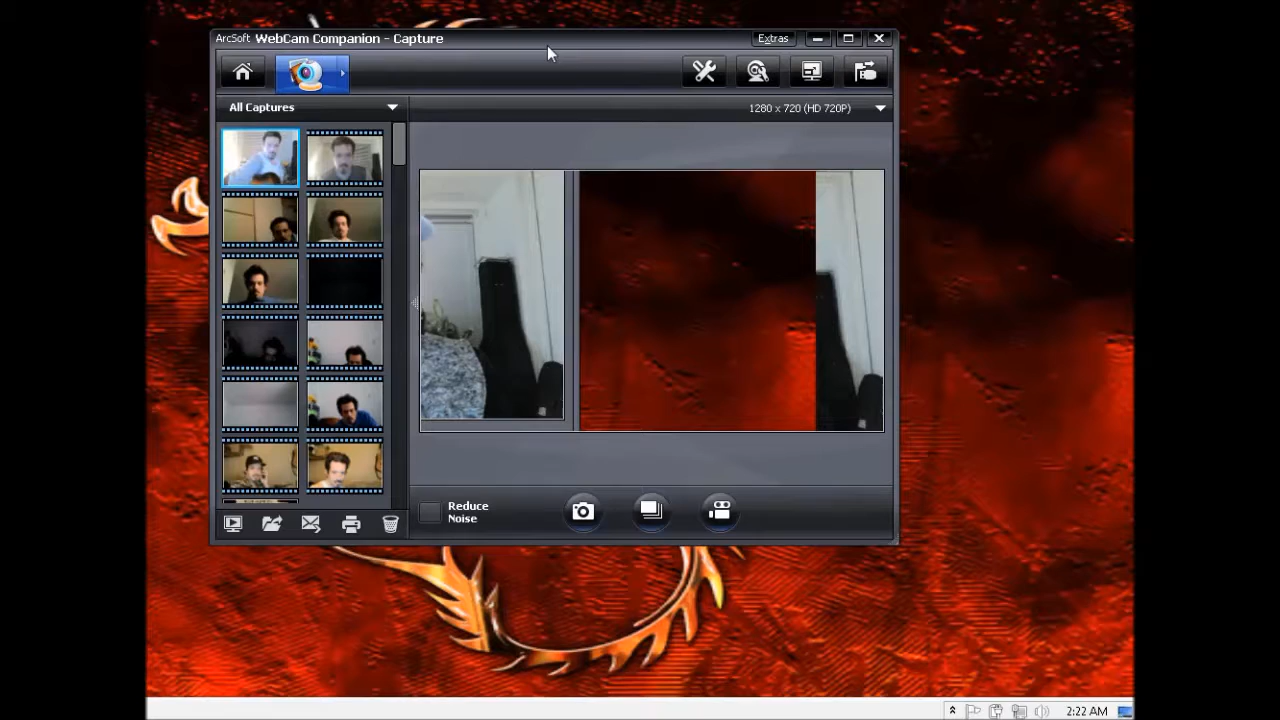 ArcSoft WebCam Companion - Capture
Extras
All Captures
1280 x 720 (HD 720P)
Reduce
Noise
2:22 AM